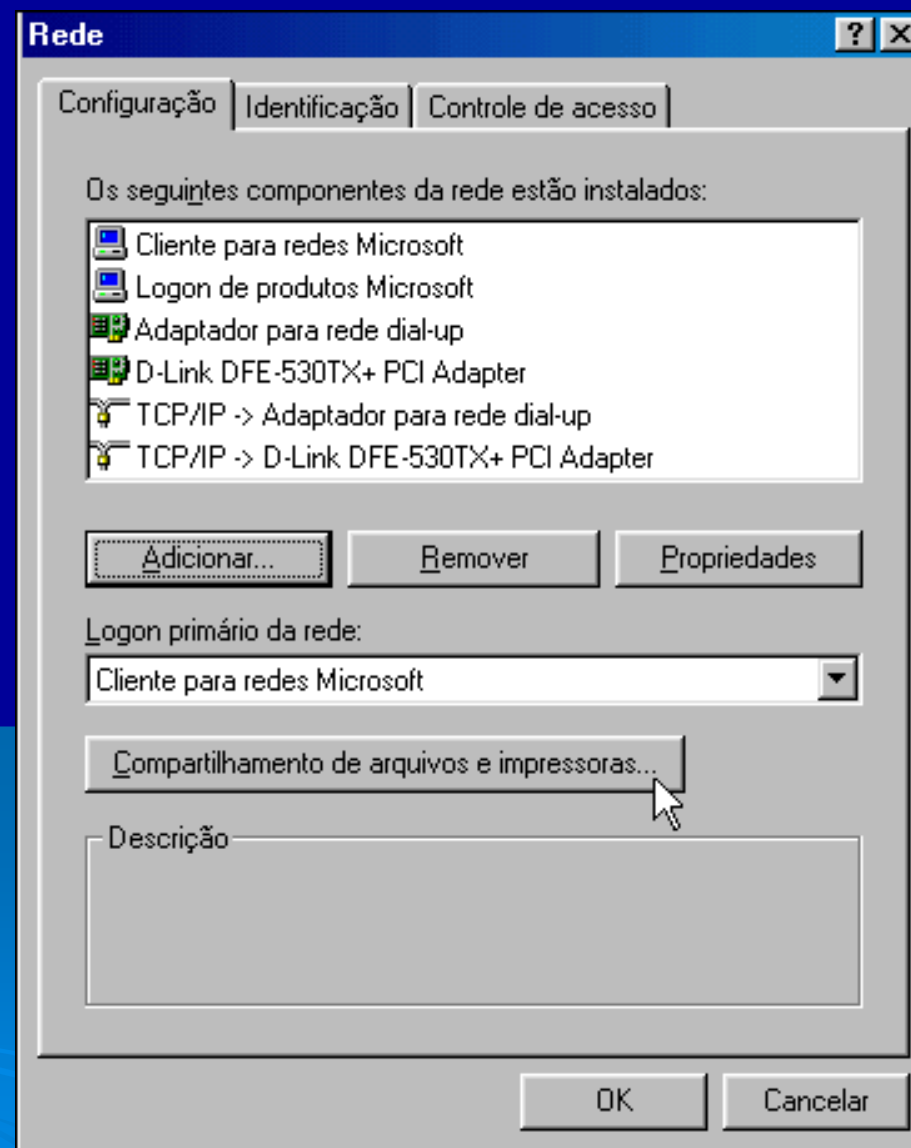 Rede
Configuração Identificação Controle de acesso
Os seguintes componentes da rede estão instalados:
Cliente para redes Microsoft
Logon de produtos Microsoft
Adaptador para rede dial-up
D-Link DFE-530TX+ PCI Adapter
TCP/IP -> Adaptador para rede dial-up
TCP/IP -> D-Link DFE-530TX+ PCI Adapter
Adicionar... Remover Propriedades
Logon primário da rede:
Cliente para redes Microsoft
Compartilhamento de arquivos e impressoras...
Descrição
OK Cancelar